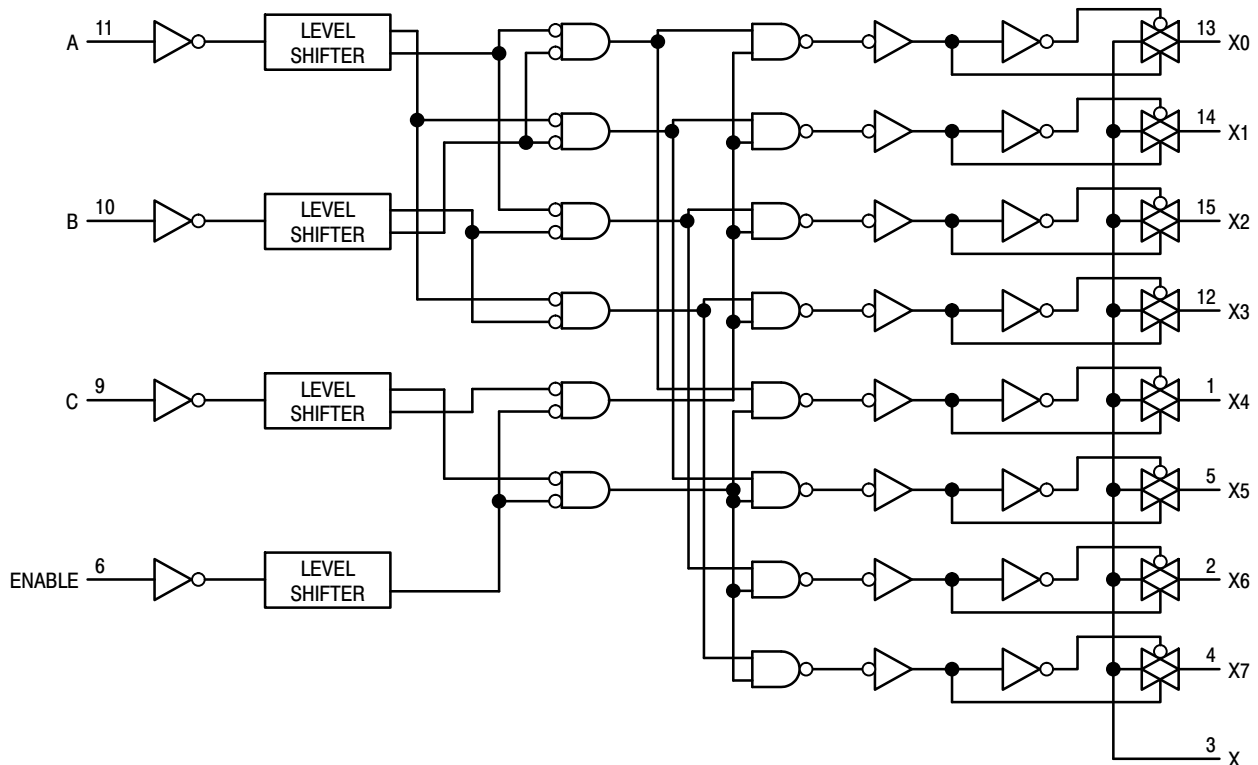 A 11 LEVEL SHIFTER 13 X0
14 X1
B 10 LEVEL SHIFTER 15 X2
12 X3
C 9 LEVEL SHIFTER 1 X4
5 X5
ENABLE 6 LEVEL SHIFTER 2 X6
4 X7
3 X